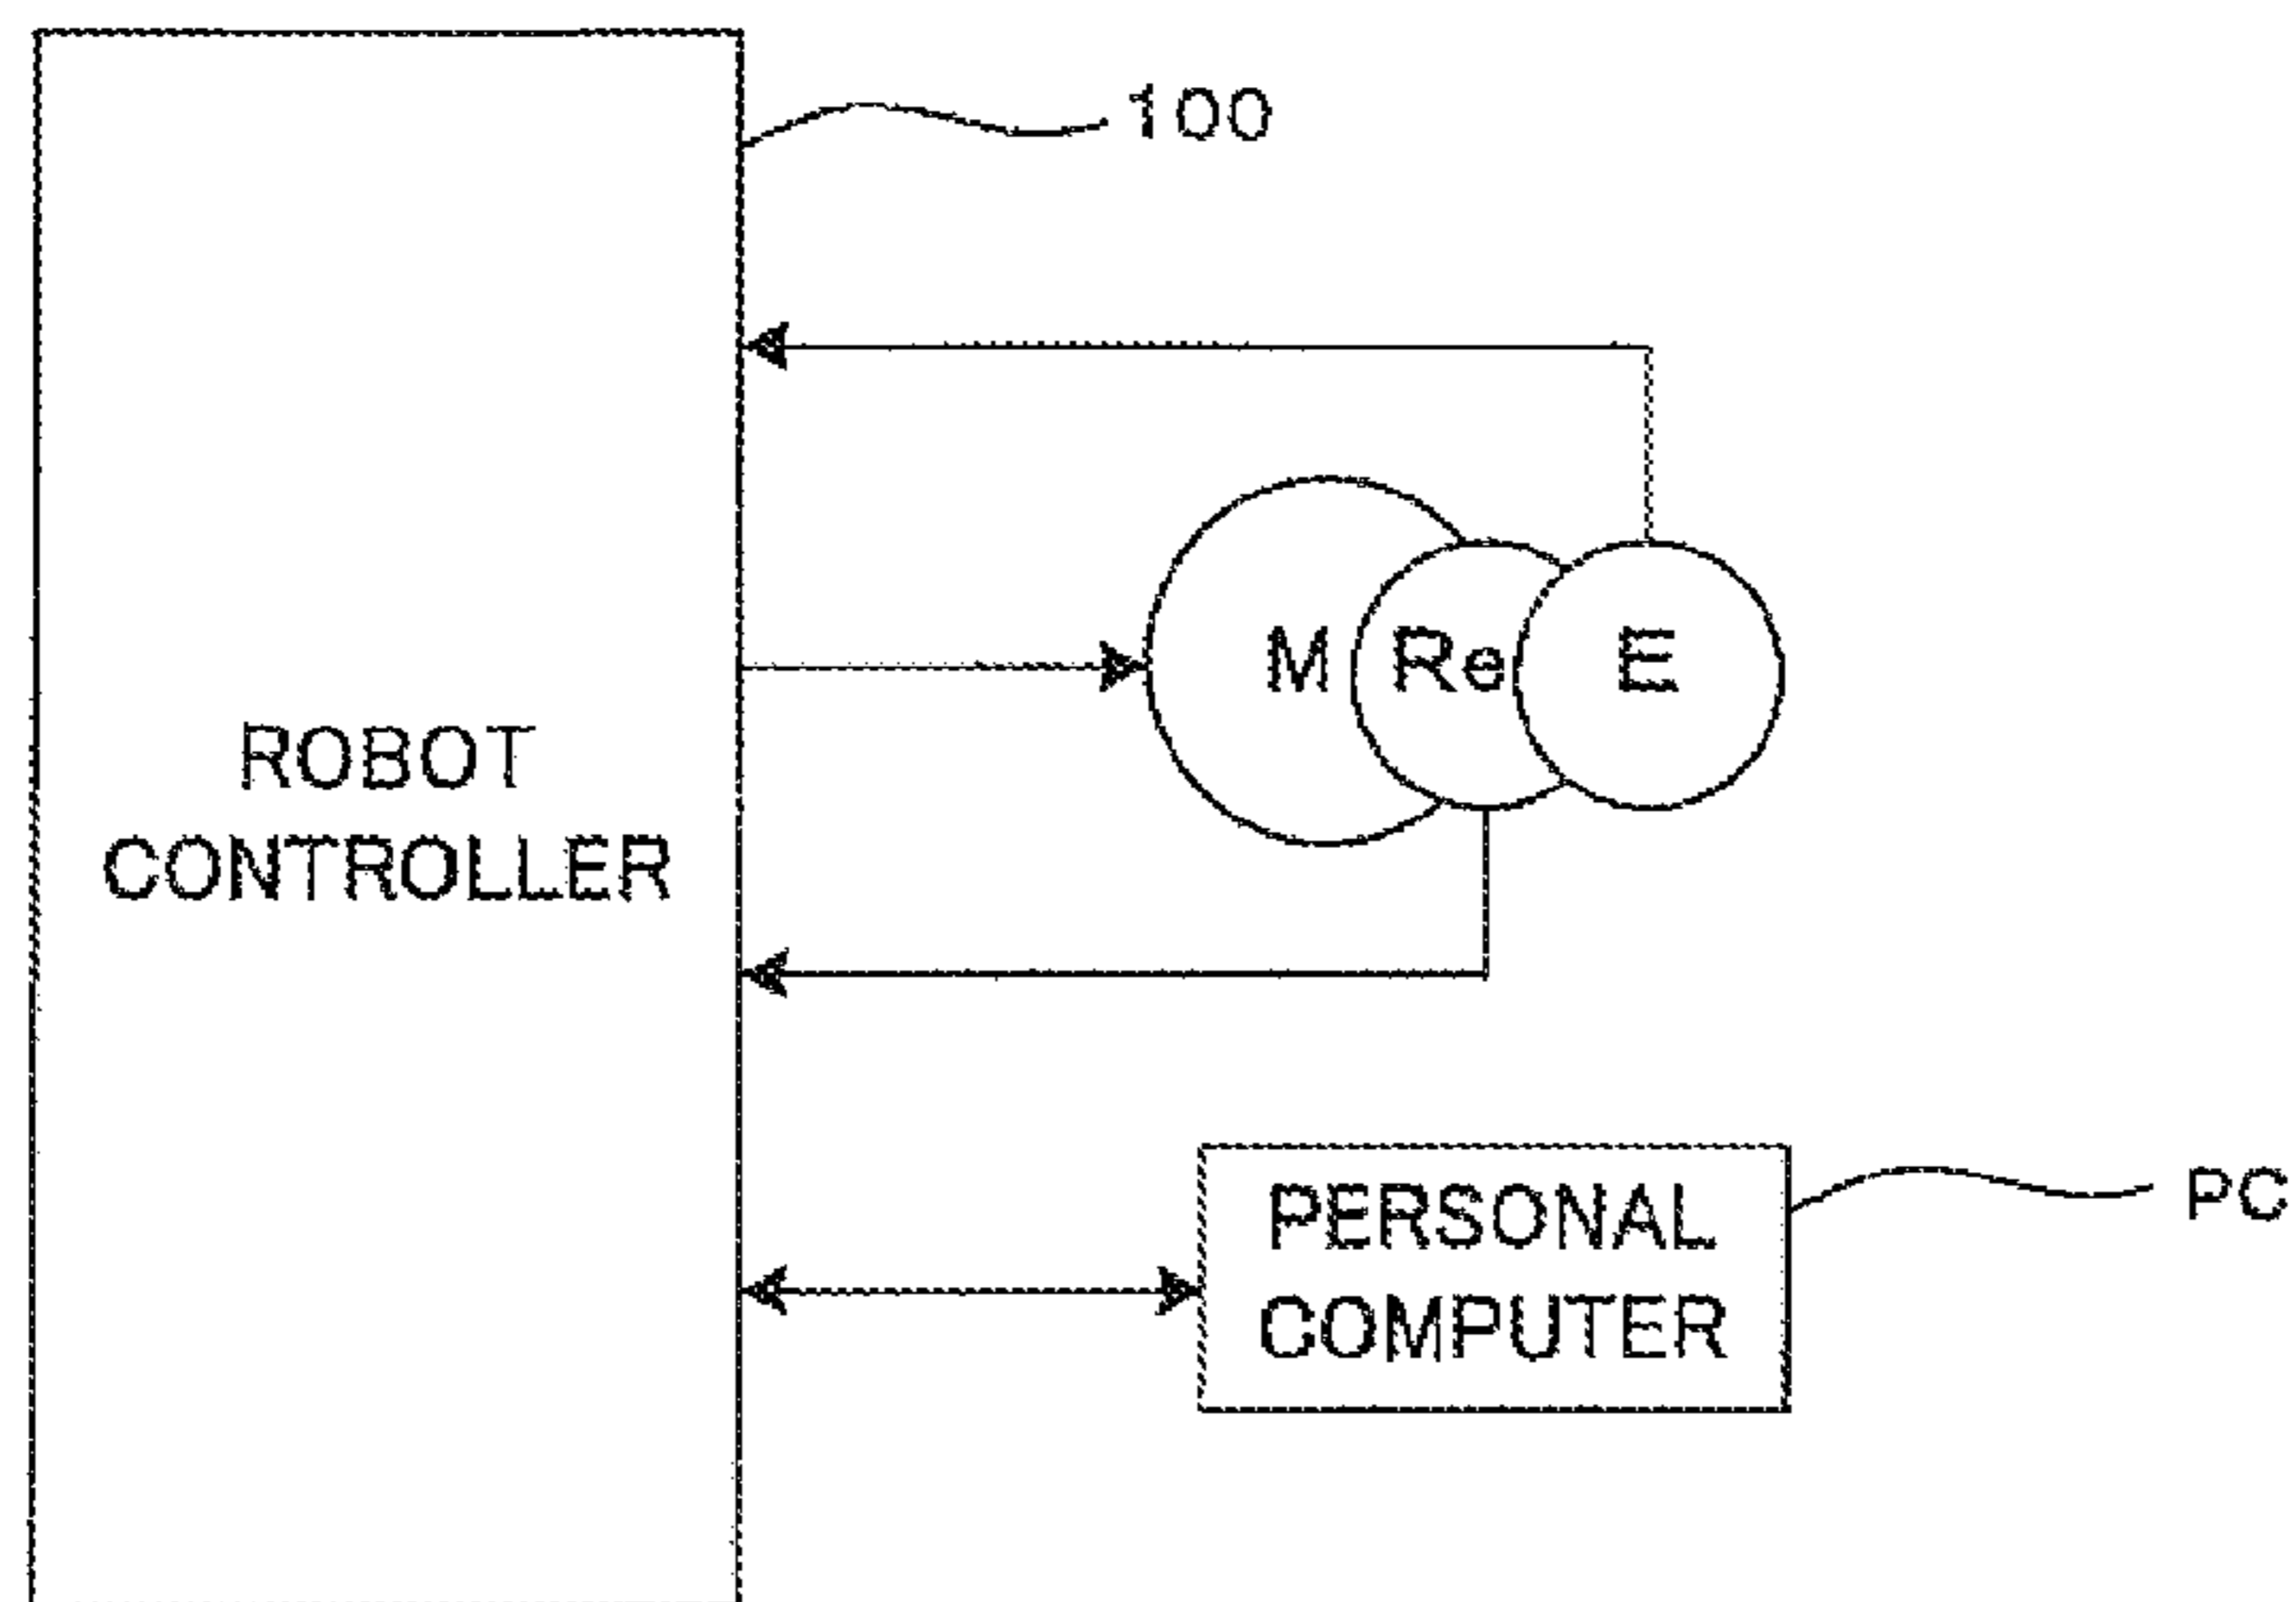 100
M Re E
ROBOT
CONTROLLER
PERSONAL
COMPUTER
PC